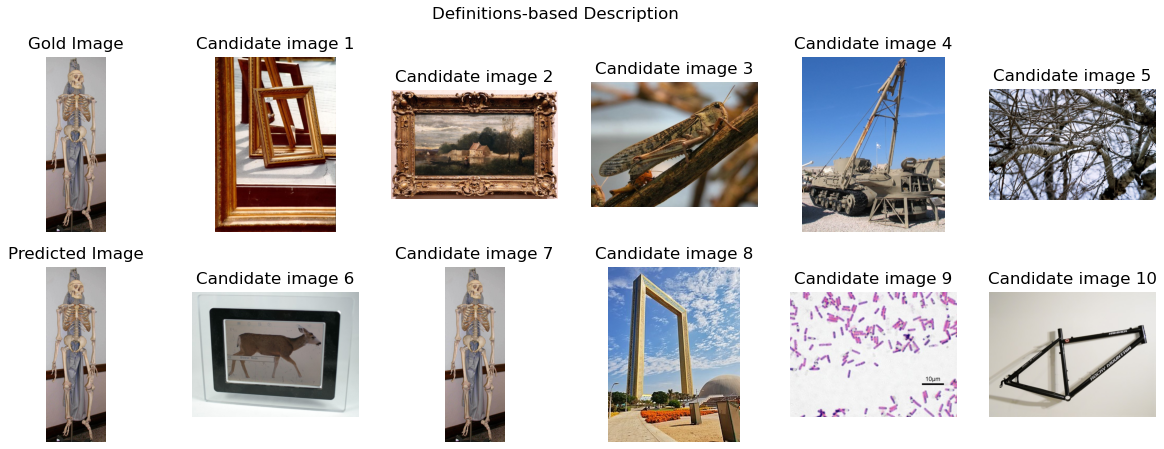 Definitions-based Description
Gold Image
Candidate image 1
Candidate image 2
Candidate image 3
Candidate image 4
Candidate image 5
Predicted Image
Candidate image 6
Candidate image 7
Candidate image 8
Candidate image 9
Candidate image 10
10μm